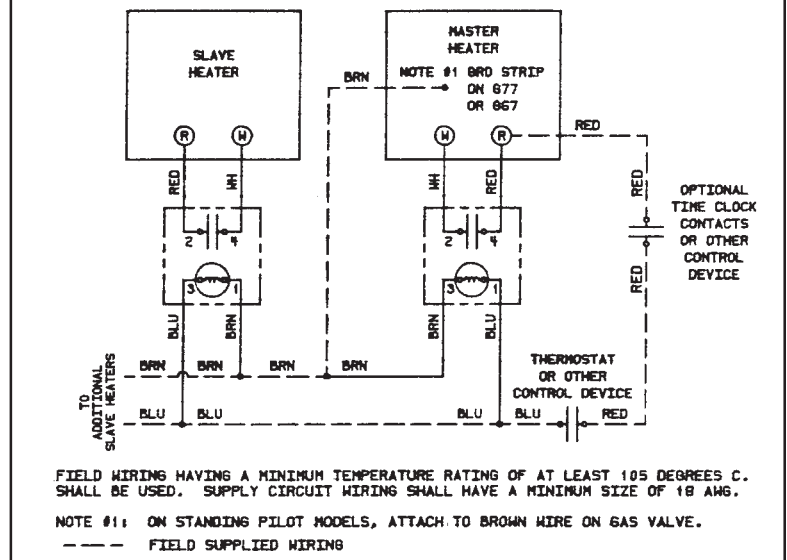 SLAVE
HEATER
MASTER
HEATER
NOTE #1 GRD STRIP
ON G77
OR G67
BRN
R
W
W
R
RED
RED
WH
WH
RED
RED
OPTIONAL
TIME CLOCK
CONTACTS
OR OTHER
CONTROL
DEVICE
2
4
2
4
3
1
3
1
RED
BLU
BRN
BRN
BLU
BRN
BRN
BRN
BRN
THERMOSTAT
OR OTHER
CONTROL DEVICE
TO
ADDITIONAL
SLAVE HEATERS
BLU
BLU
BLU
BLU
RED
FIELD WIRING HAVING A MINIMUM TEMPERATURE RATING OF AT LEAST 105 DEGREES C.
SHALL BE USED. SUPPLY CIRCUIT WIRING SHALL HAVE A MINIMUM SIZE OF 18 AWG.
NOTE #1: ON STANDING PILOT MODELS, ATTACH TO BROWN WIRE ON GAS VALVE.
---- FIELD SUPPLIED WIRING